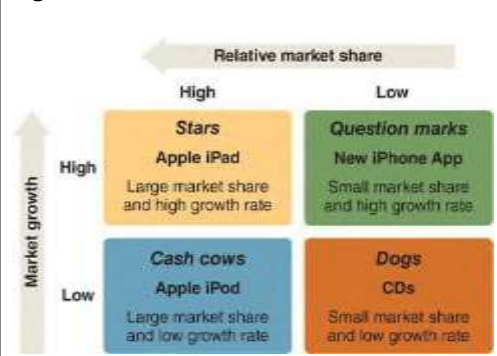 Relative market share
High
Low
Market growth
High
Stars
Apple iPad
Large market share
and high growth rate
Question marks
New iPhone App
Small market share
and high growth rate
Low
Cash cows
Apple iPod
Large market share
and low growth rate
Dogs
CDs
Small market share
and low growth rate